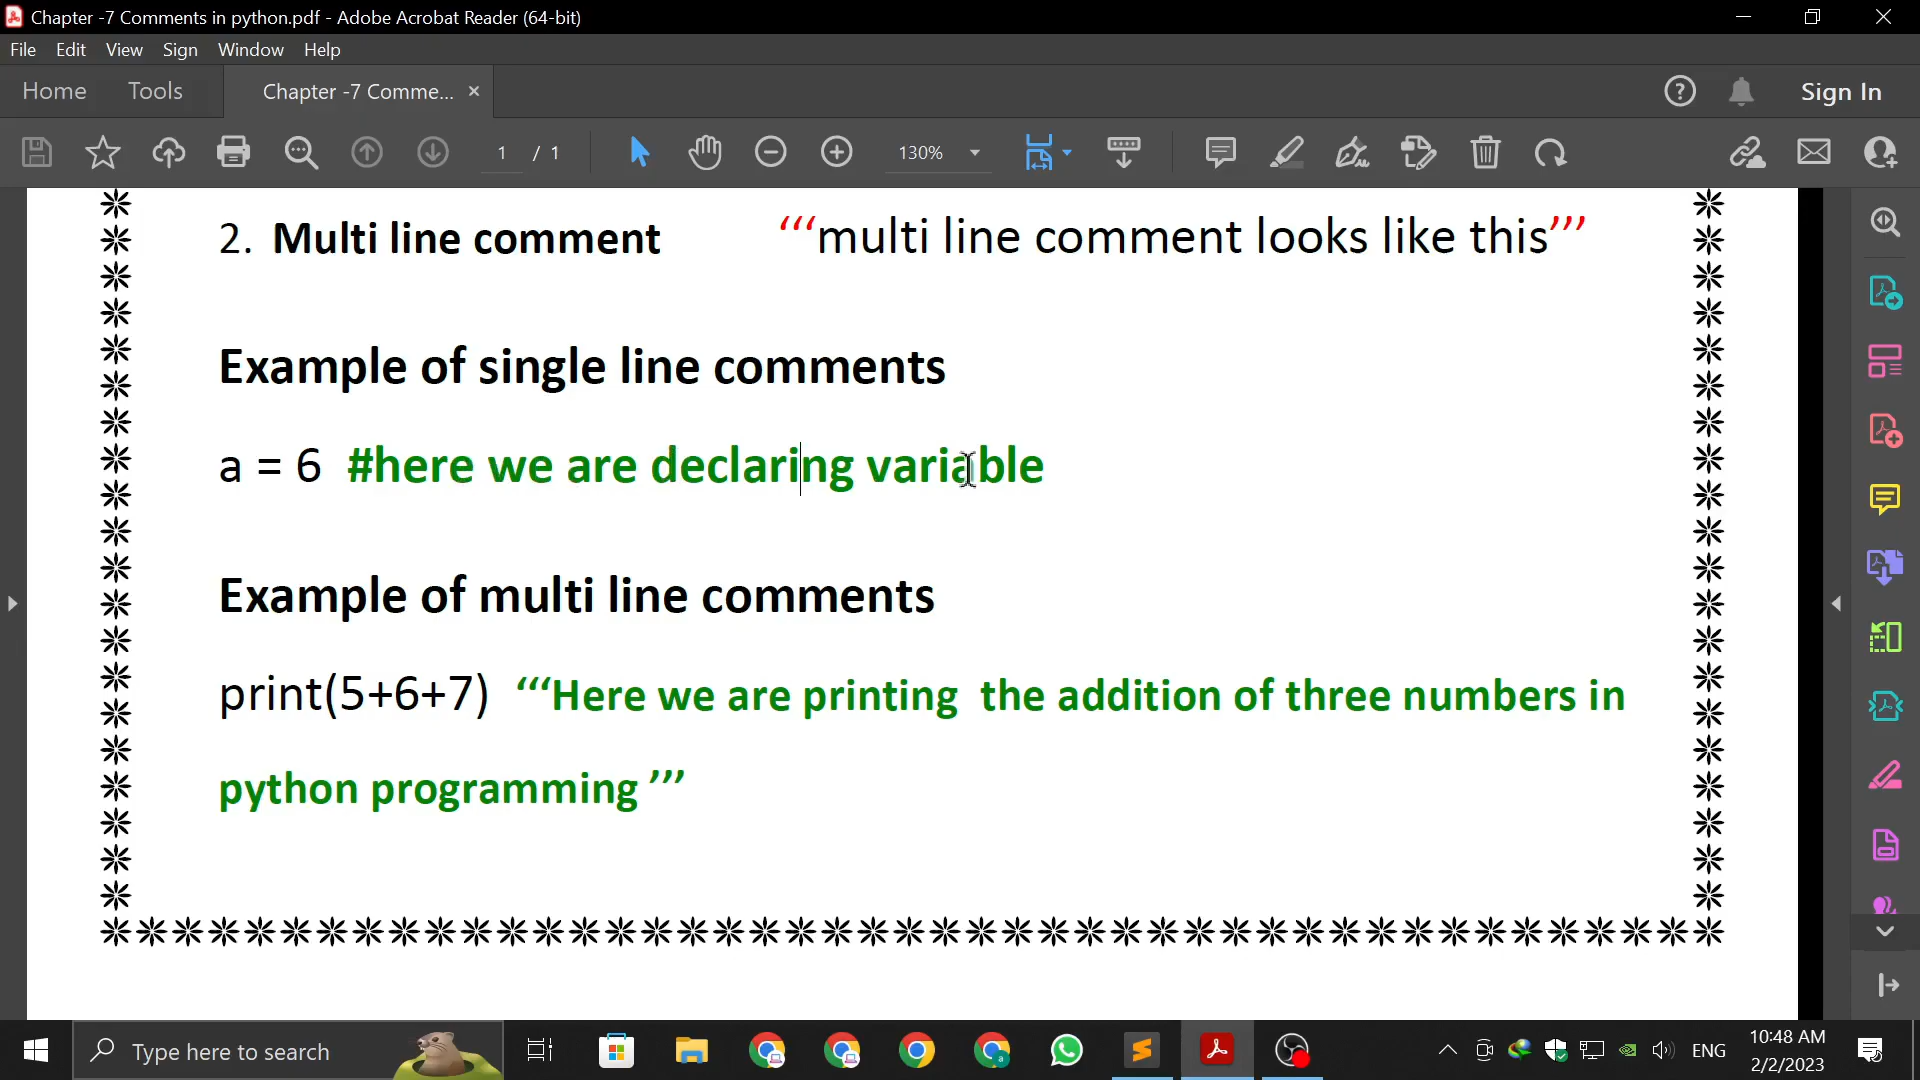 Chapter -7 Comments in python.pdf - Adobe Acrobat Reader (64-bit)
File Edit View Sign Window Help
Home Tools Chapter -7 Comme... Sign In
1 / 1 130%
2. Multi line comment ‘‘‘multi line comment looks like this’’’
Example of single line comments
a = 6 #here we are declaring variable
Example of multi line comments
print(5+6+7) ‘‘‘Here we are printing the addition of three numbers in
python programming ’’’
Type here to search
ENG
10:48 AM
2/2/2023